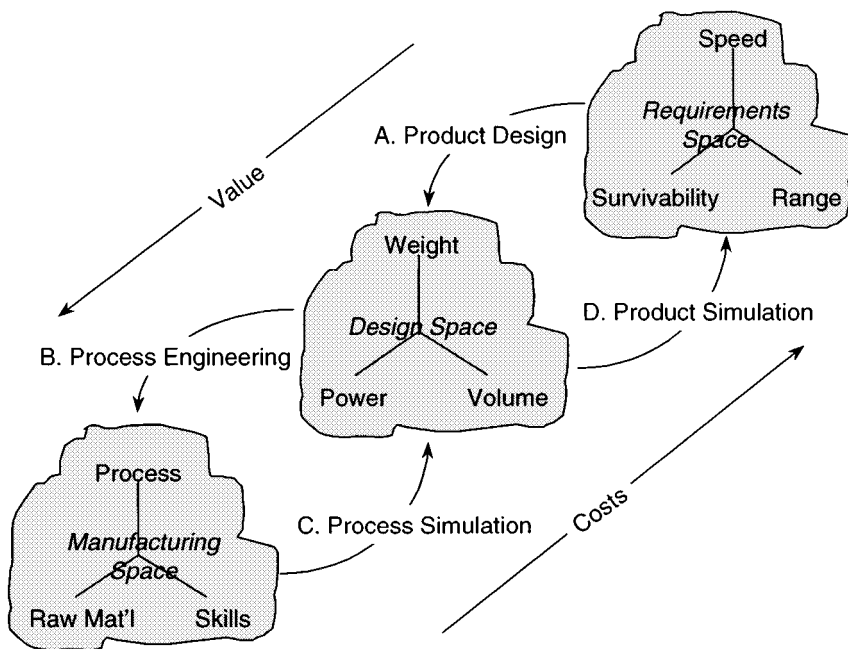 Speed
Requirements
Space
Survivability
Range
A. Product Design
Value
Weight
Design Space
Power
Volume
D. Product Simulation
B. Process Engineering
Process
Manufacturing
Space
Raw Mat'l
Skills
C. Process Simulation
Costs